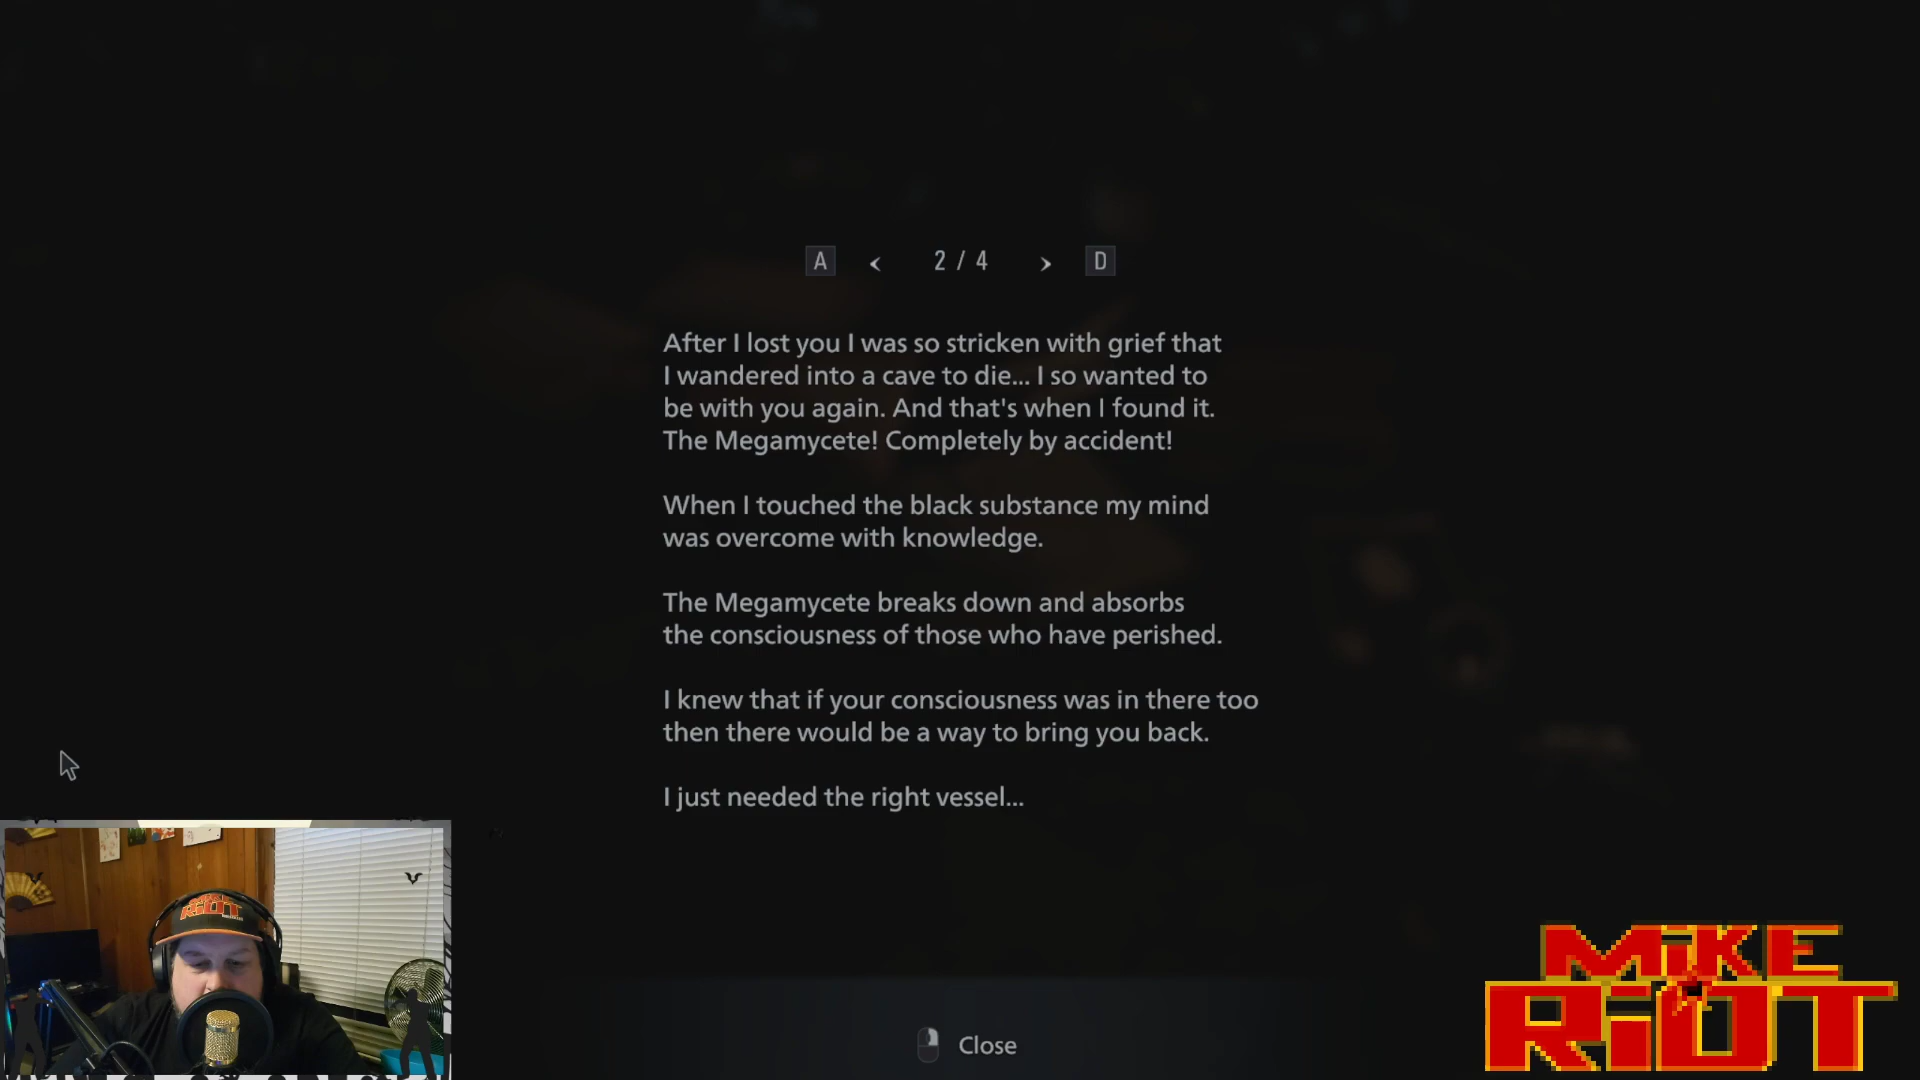 A < 2 / 4 > D
After I lost you I was so stricken with grief that
I wandered into a cave to die... I so wanted to
be with you again. And that's when I found it.
The Megamycete! Completely by accident!
When I touched the black substance my mind
was overcome with knowledge.
The Megamycete breaks down and absorbs
the consciousness of those who have perished.
I knew that if your consciousness was in there too
then there would be a way to bring you back.
I just needed the right vessel...
MIKE
RIOT
Close
MiKE
RiOT